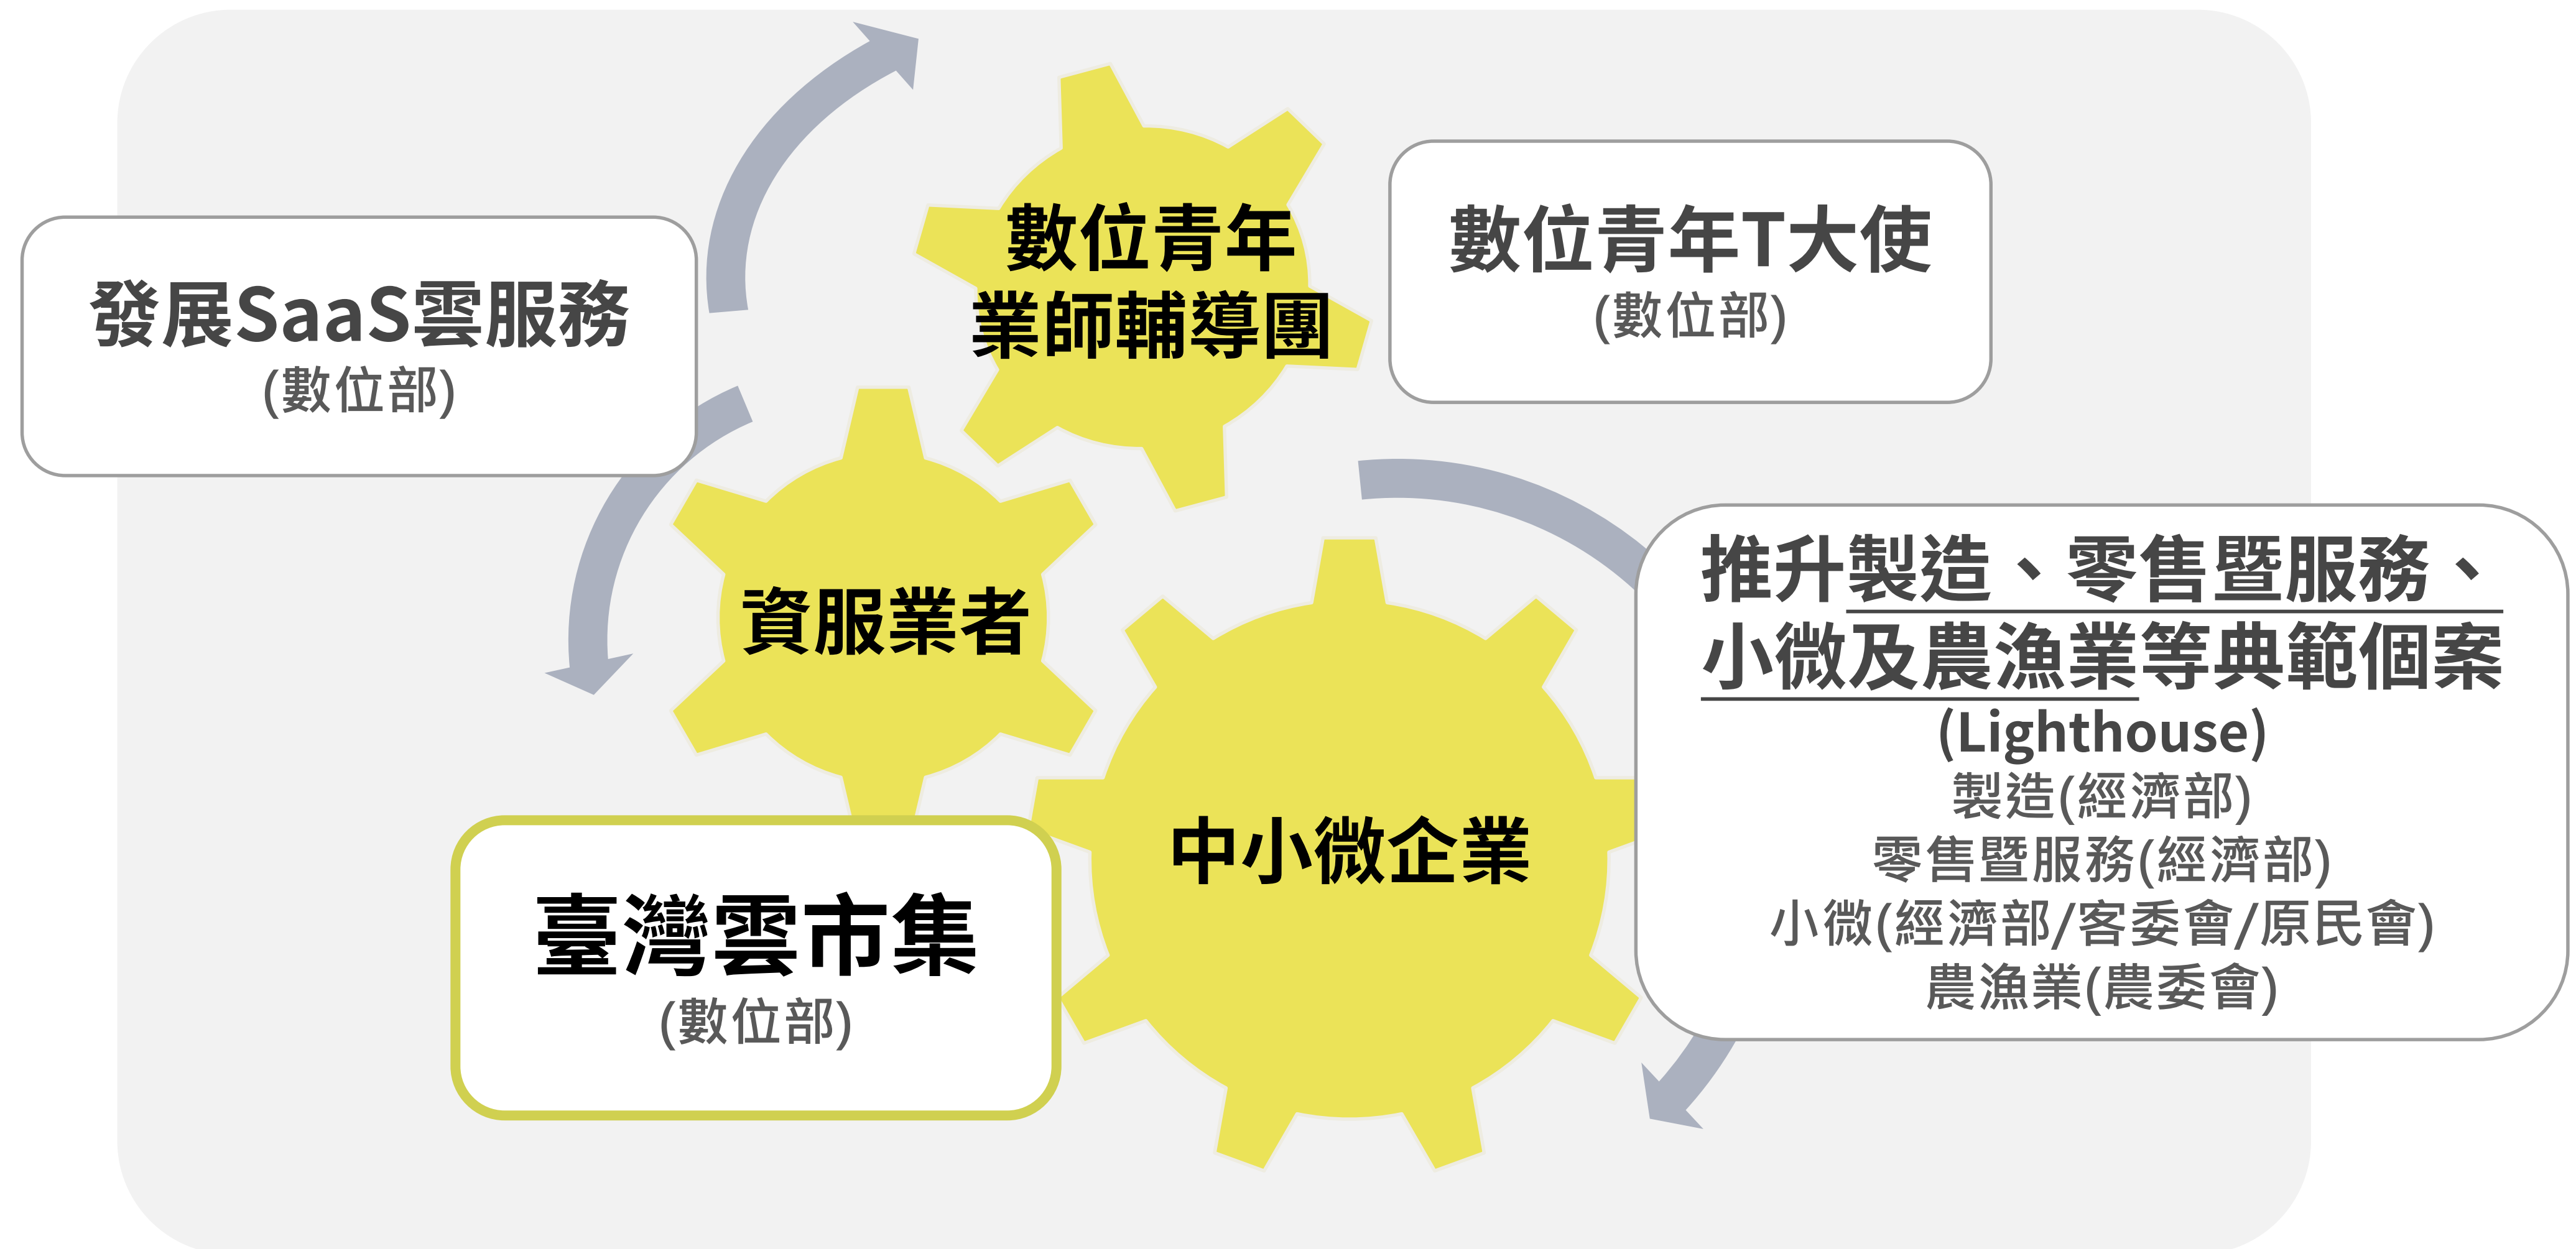 數位青年
業師輔導團
數位青年T大使
(數位部)
發展SaaS雲服務
(數位部)
資服業者
推升製造、零售暨服務、
小微及農漁業等典範個案
(Lighthouse)
製造(經濟部)
零售暨服務(經濟部)
小微(經濟部/客委會/原民會)
農漁業(農委會)
中小微企業
臺灣雲市集
(數位部)